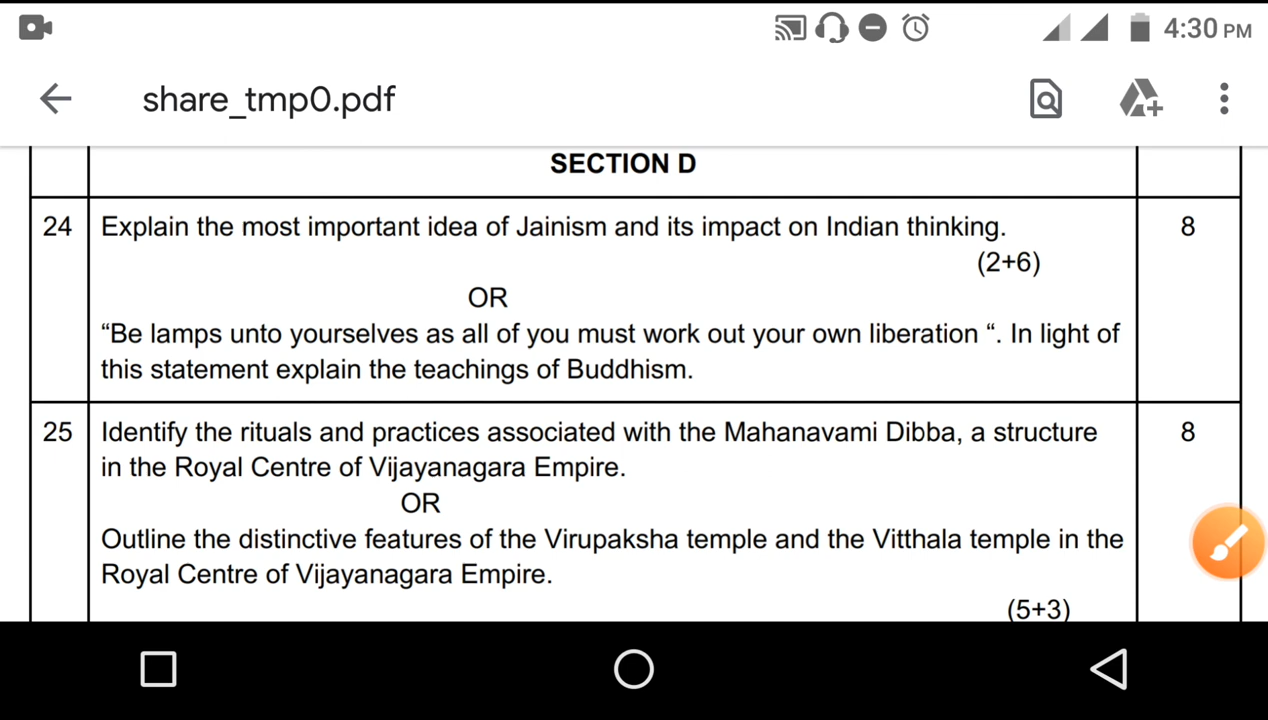 4:30 PM
share_tmp0.pdf
SECTION D
24 Explain the most important idea of Jainism and its impact on Indian thinking. 8
(2+6)
OR
“Be lamps unto yourselves as all of you must work out your own liberation “. In light of
this statement explain the teachings of Buddhism.
25 Identify the rituals and practices associated with the Mahanavami Dibba, a structure 8
in the Royal Centre of Vijayanagara Empire.
OR
Outline the distinctive features of the Virupaksha temple and the Vitthala temple in the
Royal Centre of Vijayanagara Empire.
(5+3)